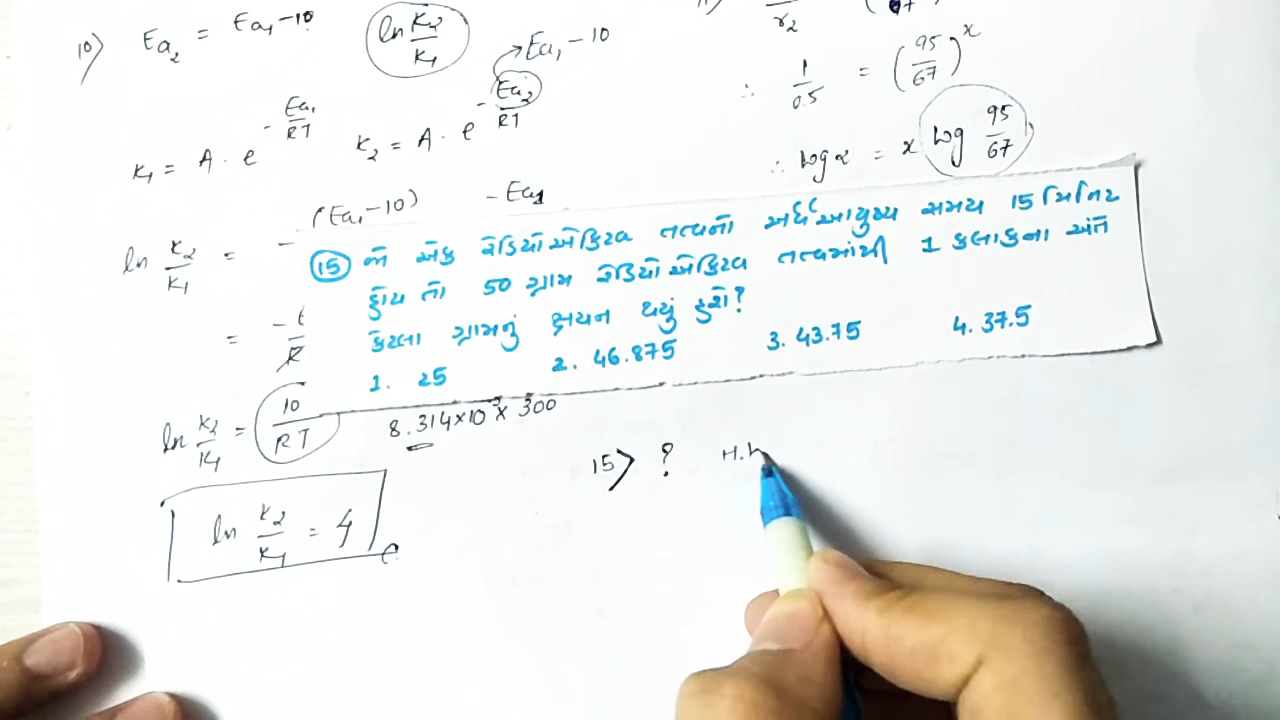 10) Ea₂ = Ea₁ - 10
ln K₂/K₁
→ Ea₁ - 10
K₁ = A . e^(-Ea₁/RT)
K₂ = A . e^(-Ea₂/RT)
r₂
∴ 1/0.5 = (95/67)^x
∴ log 2 = x log 95/67
ln K₂/K₁ = -
(Ea₁-10) -Ea₁
ln K₂/K₁ = 10/RT
8.314×10⁻³× 300
ln K₂/K₁ = 4
(15) જો એક રેડિયોએક્ટિવ તત્વનો અર્ધઆયુષ્ય સમય 15 મિનિટ
હોય તો 50 ગ્રામ રેડિયોએક્ટિવ તત્વમાંથી 1 કલાકના અંતે
કેટલા ગ્રામનું ક્ષયન થયું હશે?
1. 25 2. 46.875 3. 43.75 4. 37.5
15> ? H.W